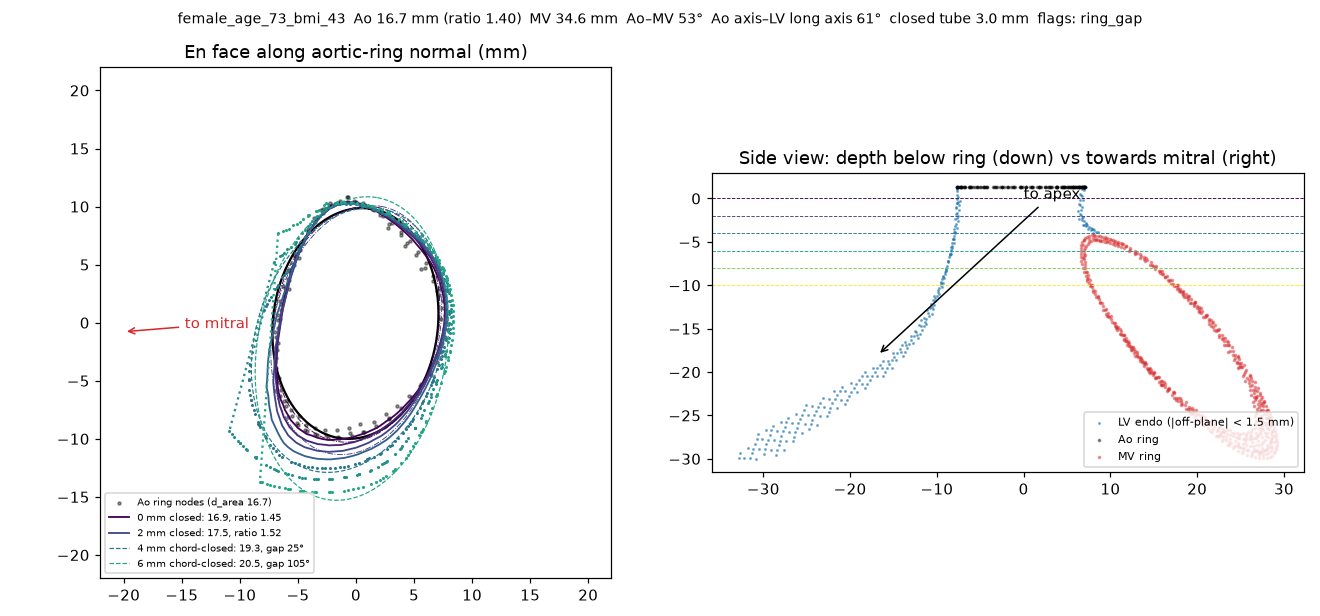 female_age_73_bmi_43  Ao 16.7 mm (ratio 1.40)  MV 34.6 mm  Ao–MV 53°  Ao axis–LV long axis 61°  closed tube 3.0 mm  flags: ring_gap
En face along aortic-ring normal (mm)
20
15
10
5
0
−5
−10
−15
−20
to mitral
Ao ring nodes (d_area 16.7)
0 mm closed: 16.9, ratio 1.45
2 mm closed: 17.5, ratio 1.52
4 mm chord-closed: 19.3, gap 25°
6 mm chord-closed: 20.5, gap 105°
−20 −15 −10 −5 0 5 10 15 20
Side view: depth below ring (down) vs towards mitral (right)
0
−5
−10
−15
−20
−25
−30
to apex
LV endo (|off-plane| < 1.5 mm)
Ao ring
MV ring
−30 −20 −10 0 10 20 30